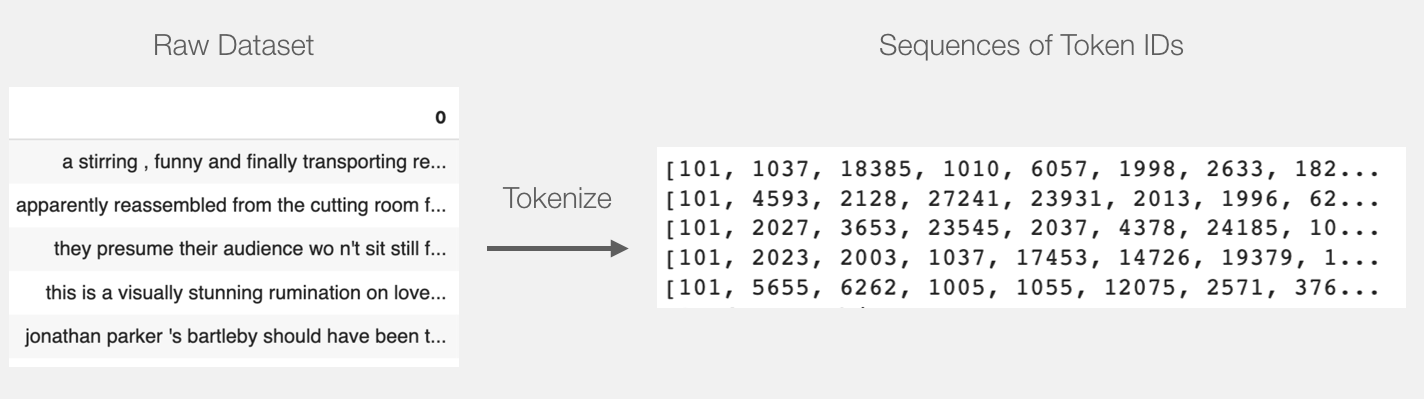 Raw Dataset
Sequences of Token IDs
0
a stirring , funny and finally transporting re...
apparently reassembled from the cutting room f...
they presume their audience wo n't sit still f...
this is a visually stunning rumination on love...
jonathan parker 's bartleby should have been t...
Tokenize
[101, 1037, 18385, 1010, 6057, 1998, 2633, 182...
[101, 4593, 2128, 27241, 23931, 2013, 1996, 62...
[101, 2027, 3653, 23545, 2037, 4378, 24185, 10...
[101, 2023, 2003, 1037, 17453, 14726, 19379, 1...
[101, 5655, 6262, 1005, 1055, 12075, 2571, 376...